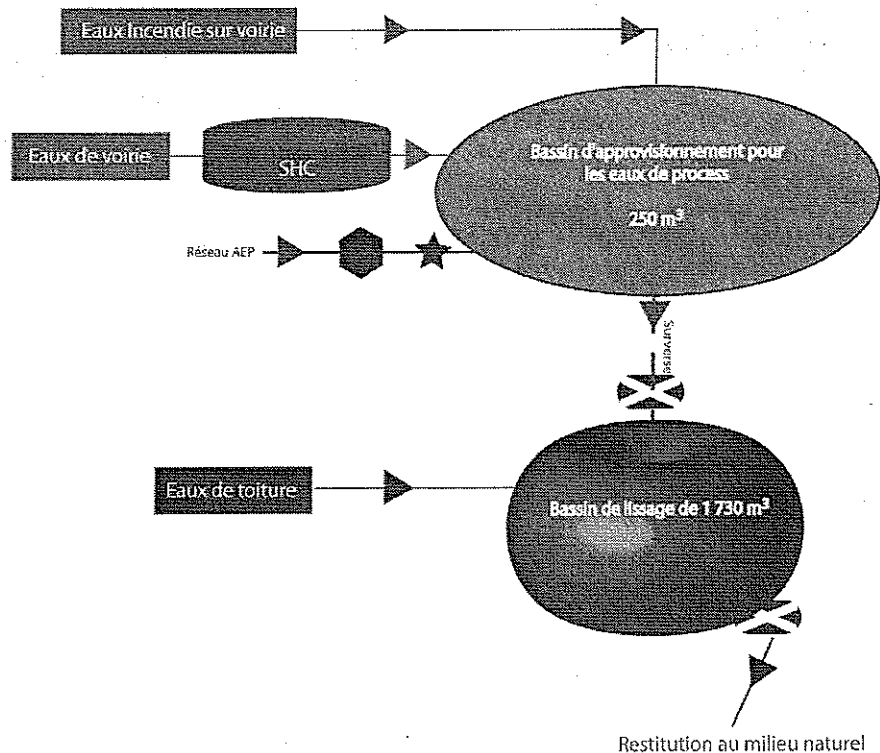 Eaux Incendie sur voirie
Eaux de voirie
SHC
Bassin d'approvisionnement pour
les eaux de process
250 m³
Réseau AEP
Surverse
Eaux de toiture
Bassin de lissage de 1 730 m³
Restitution au milieu naturel